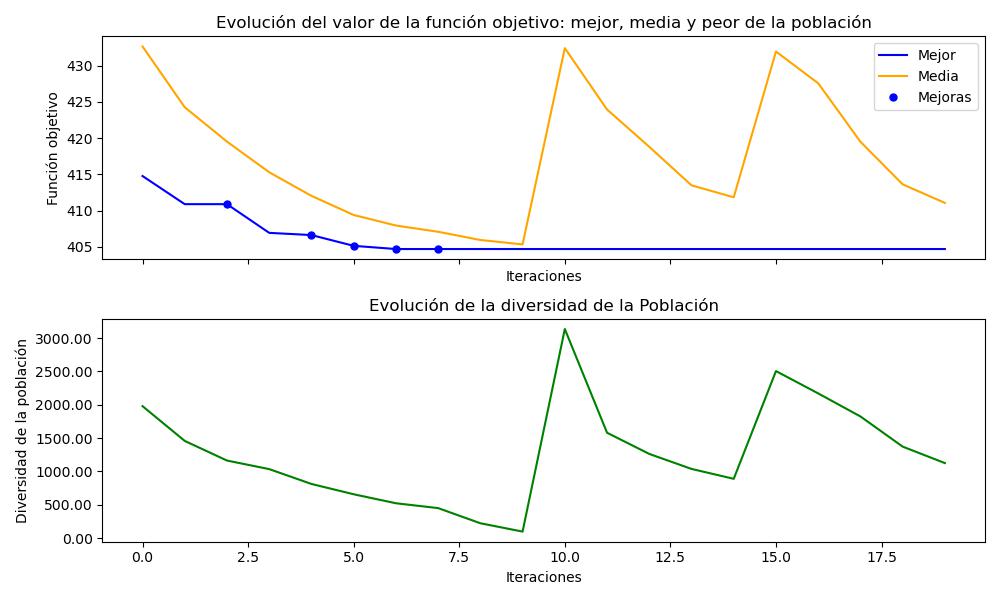 Evolución del valor de la función objetivo: mejor, media y peor de la población
Función objetivo
430
425
420
415
410
405
Mejor
Media
Mejoras
Iteraciones
Evolución de la diversidad de la Población
Diversidad de la población
3000.00
2500.00
2000.00
1500.00
1000.00
500.00
0.00
0.0 2.5 5.0 7.5 10.0 12.5 15.0 17.5
Iteraciones